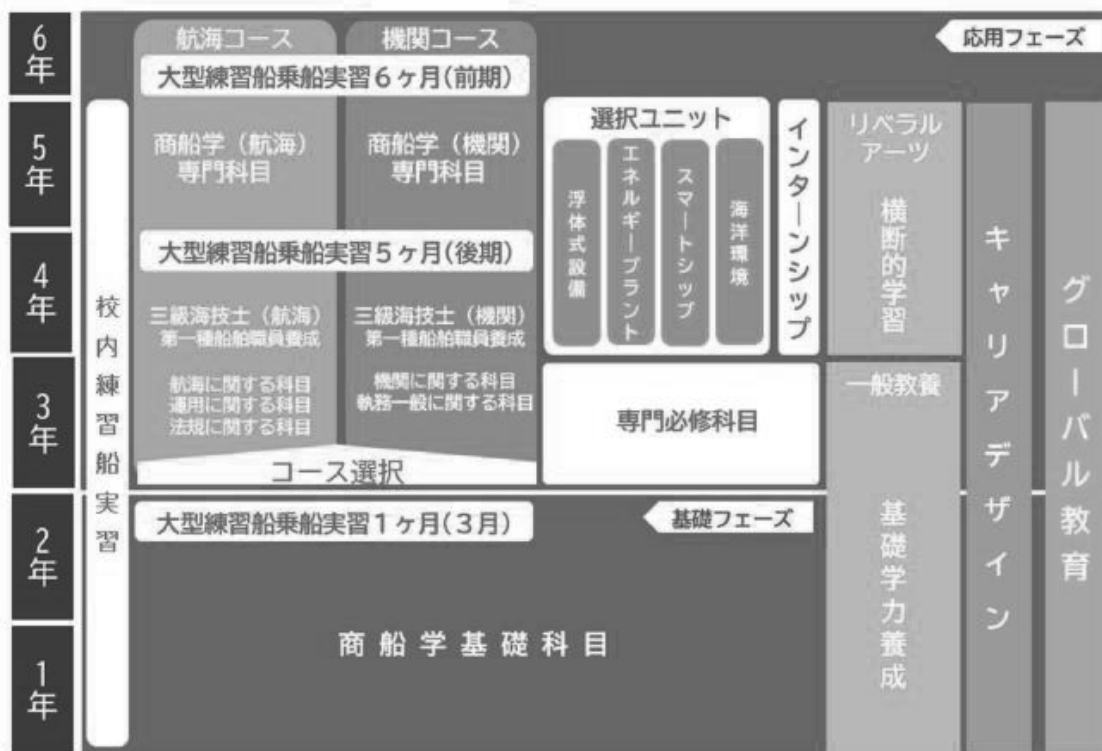 6年
航海コース
機関コース
応用フェーズ
大型練習船乗船実習6ヶ月(前期)
5年
商船学(航海)
専門科目
商船学(機関)
専門科目
選択ユニット
浮体式設備
エネルギープラント
スマートシップ
海洋環境
インターンシップ
リベラル
アーツ
横断的学習
キャリアデザイン
グローバル教育
大型練習船乗船実習5ヶ月(後期)
4年
校内練習船実習
三級海技士(航海)
第一種船舶職員養成
三級海技士(機関)
第一種船舶職員養成
3年
航海に関する科目
運用に関する科目
法規に関する科目
機関に関する科目
執務一般に関する科目
専門必修科目
一般教養
コース選択
2年
大型練習船乗船実習1ヶ月(3月)
基礎フェーズ
基礎学力養成
商船学基礎科目
1年